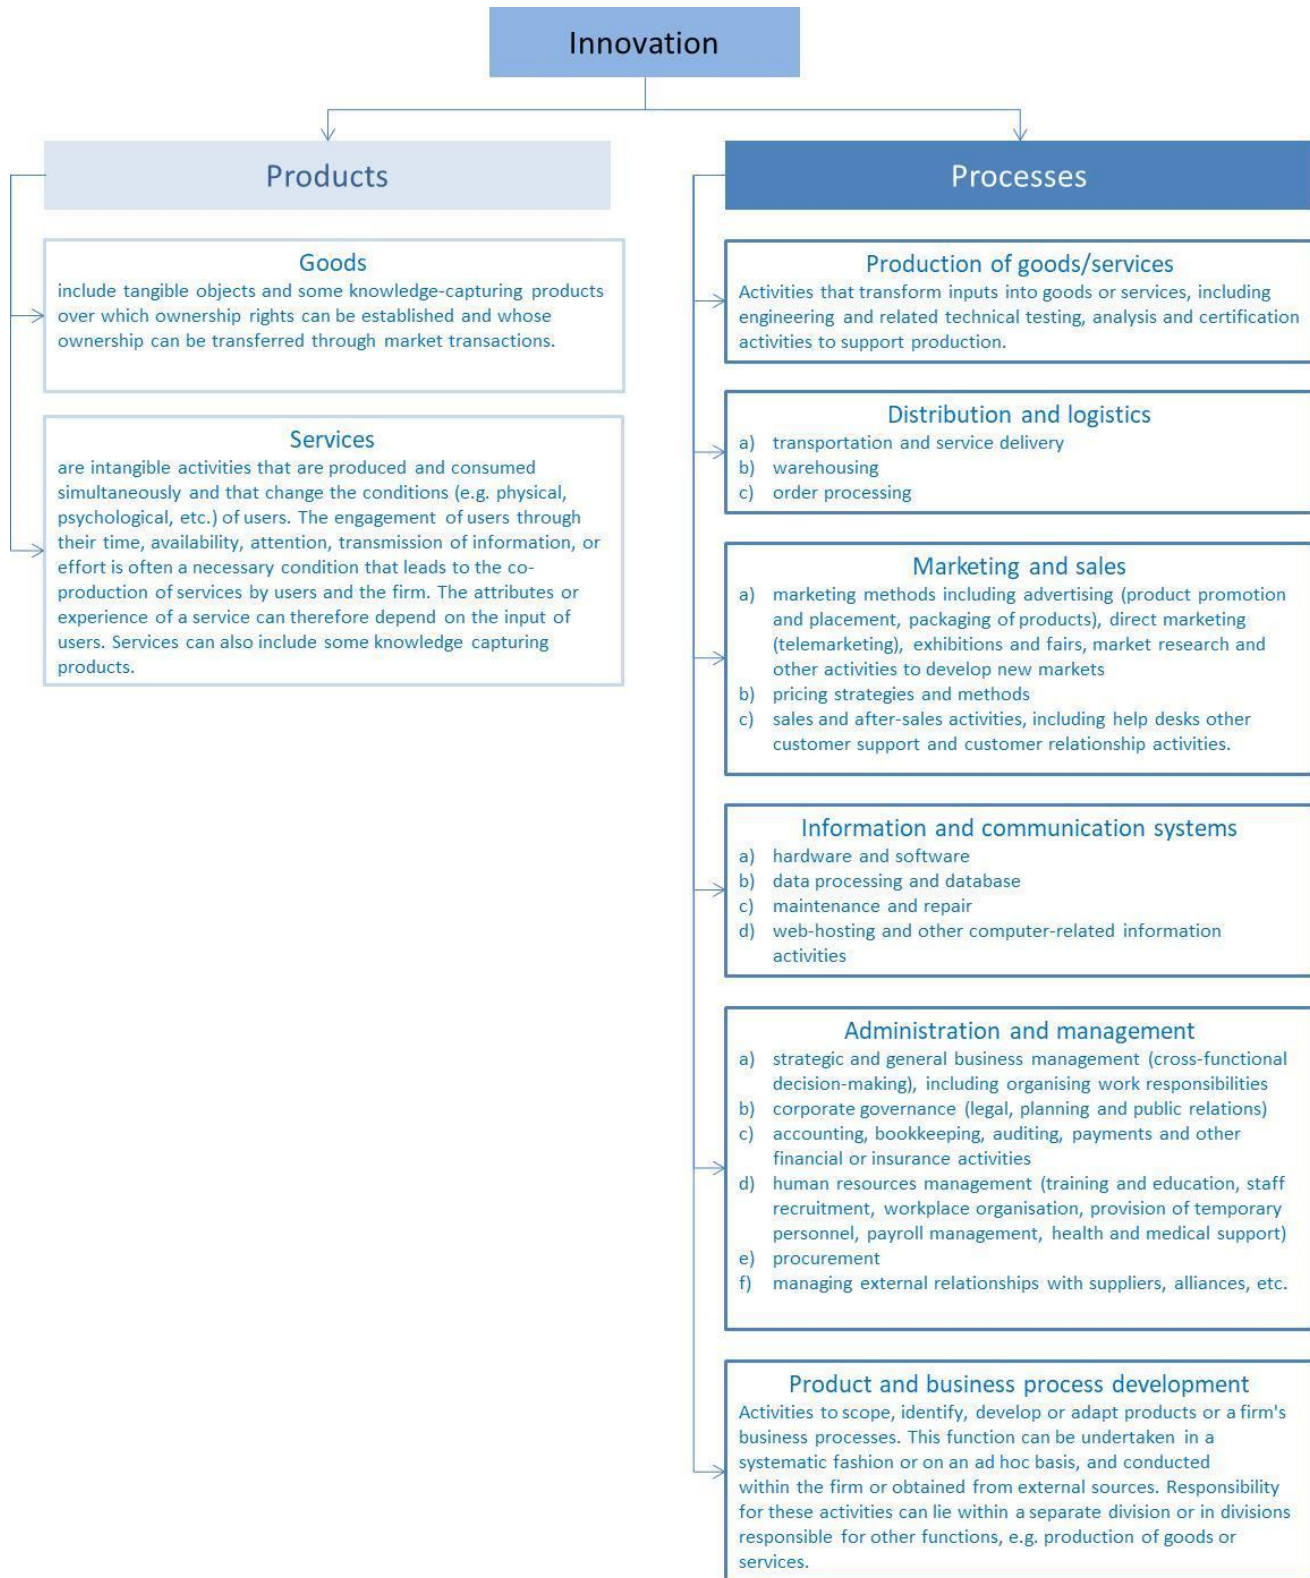 Innovation
Products
Goods
include tangible objects and some knowledge-capturing products
over which ownership rights can be established and whose
ownership can be transferred through market transactions.
Services
are intangible activities that are produced and consumed
simultaneously and that change the conditions (e.g. physical,
psychological, etc.) of users. The engagement of users through
their time, availability, attention, transmission of information, or
effort is often a necessary condition that leads to the co-
production of services by users and the firm. The attributes or
experience of a service can therefore depend on the input of
users. Services can also include some knowledge capturing
products.
Processes
Production of goods/services
Activities that transform inputs into goods or services, including
engineering and related technical testing, analysis and certification
activities to support production.
Distribution and logistics
a) transportation and service delivery
b) warehousing
c) order processing
Marketing and sales
a) marketing methods including advertising (product promotion
and placement, packaging of products), direct marketing
(telemarketing), exhibitions and fairs, market research and
other activities to develop new markets
b) pricing strategies and methods
c) sales and after-sales activities, including help desks other
customer support and customer relationship activities.
Information and communication systems
a) hardware and software
b) data processing and database
c) maintenance and repair
d) web-hosting and other computer-related information
activities
Administration and management
a) strategic and general business management (cross-functional
decision-making), including organising work responsibilities
b) corporate governance (legal, planning and public relations)
c) accounting, bookkeeping, auditing, payments and other
financial or insurance activities
d) human resources management (training and education, staff
recruitment, workplace organisation, provision of temporary
personnel, payroll management, health and medical support)
e) procurement
f) managing external relationships with suppliers, alliances, etc.
Product and business process development
Activities to scope, identify, develop or adapt products or a firm's
business processes. This function can be undertaken in a
systematic fashion or on an ad hoc basis, and conducted
within the firm or obtained from external sources. Responsibility
for these activities can lie within a separate division or in divisions
responsible for other functions, e.g. production of goods or
services.